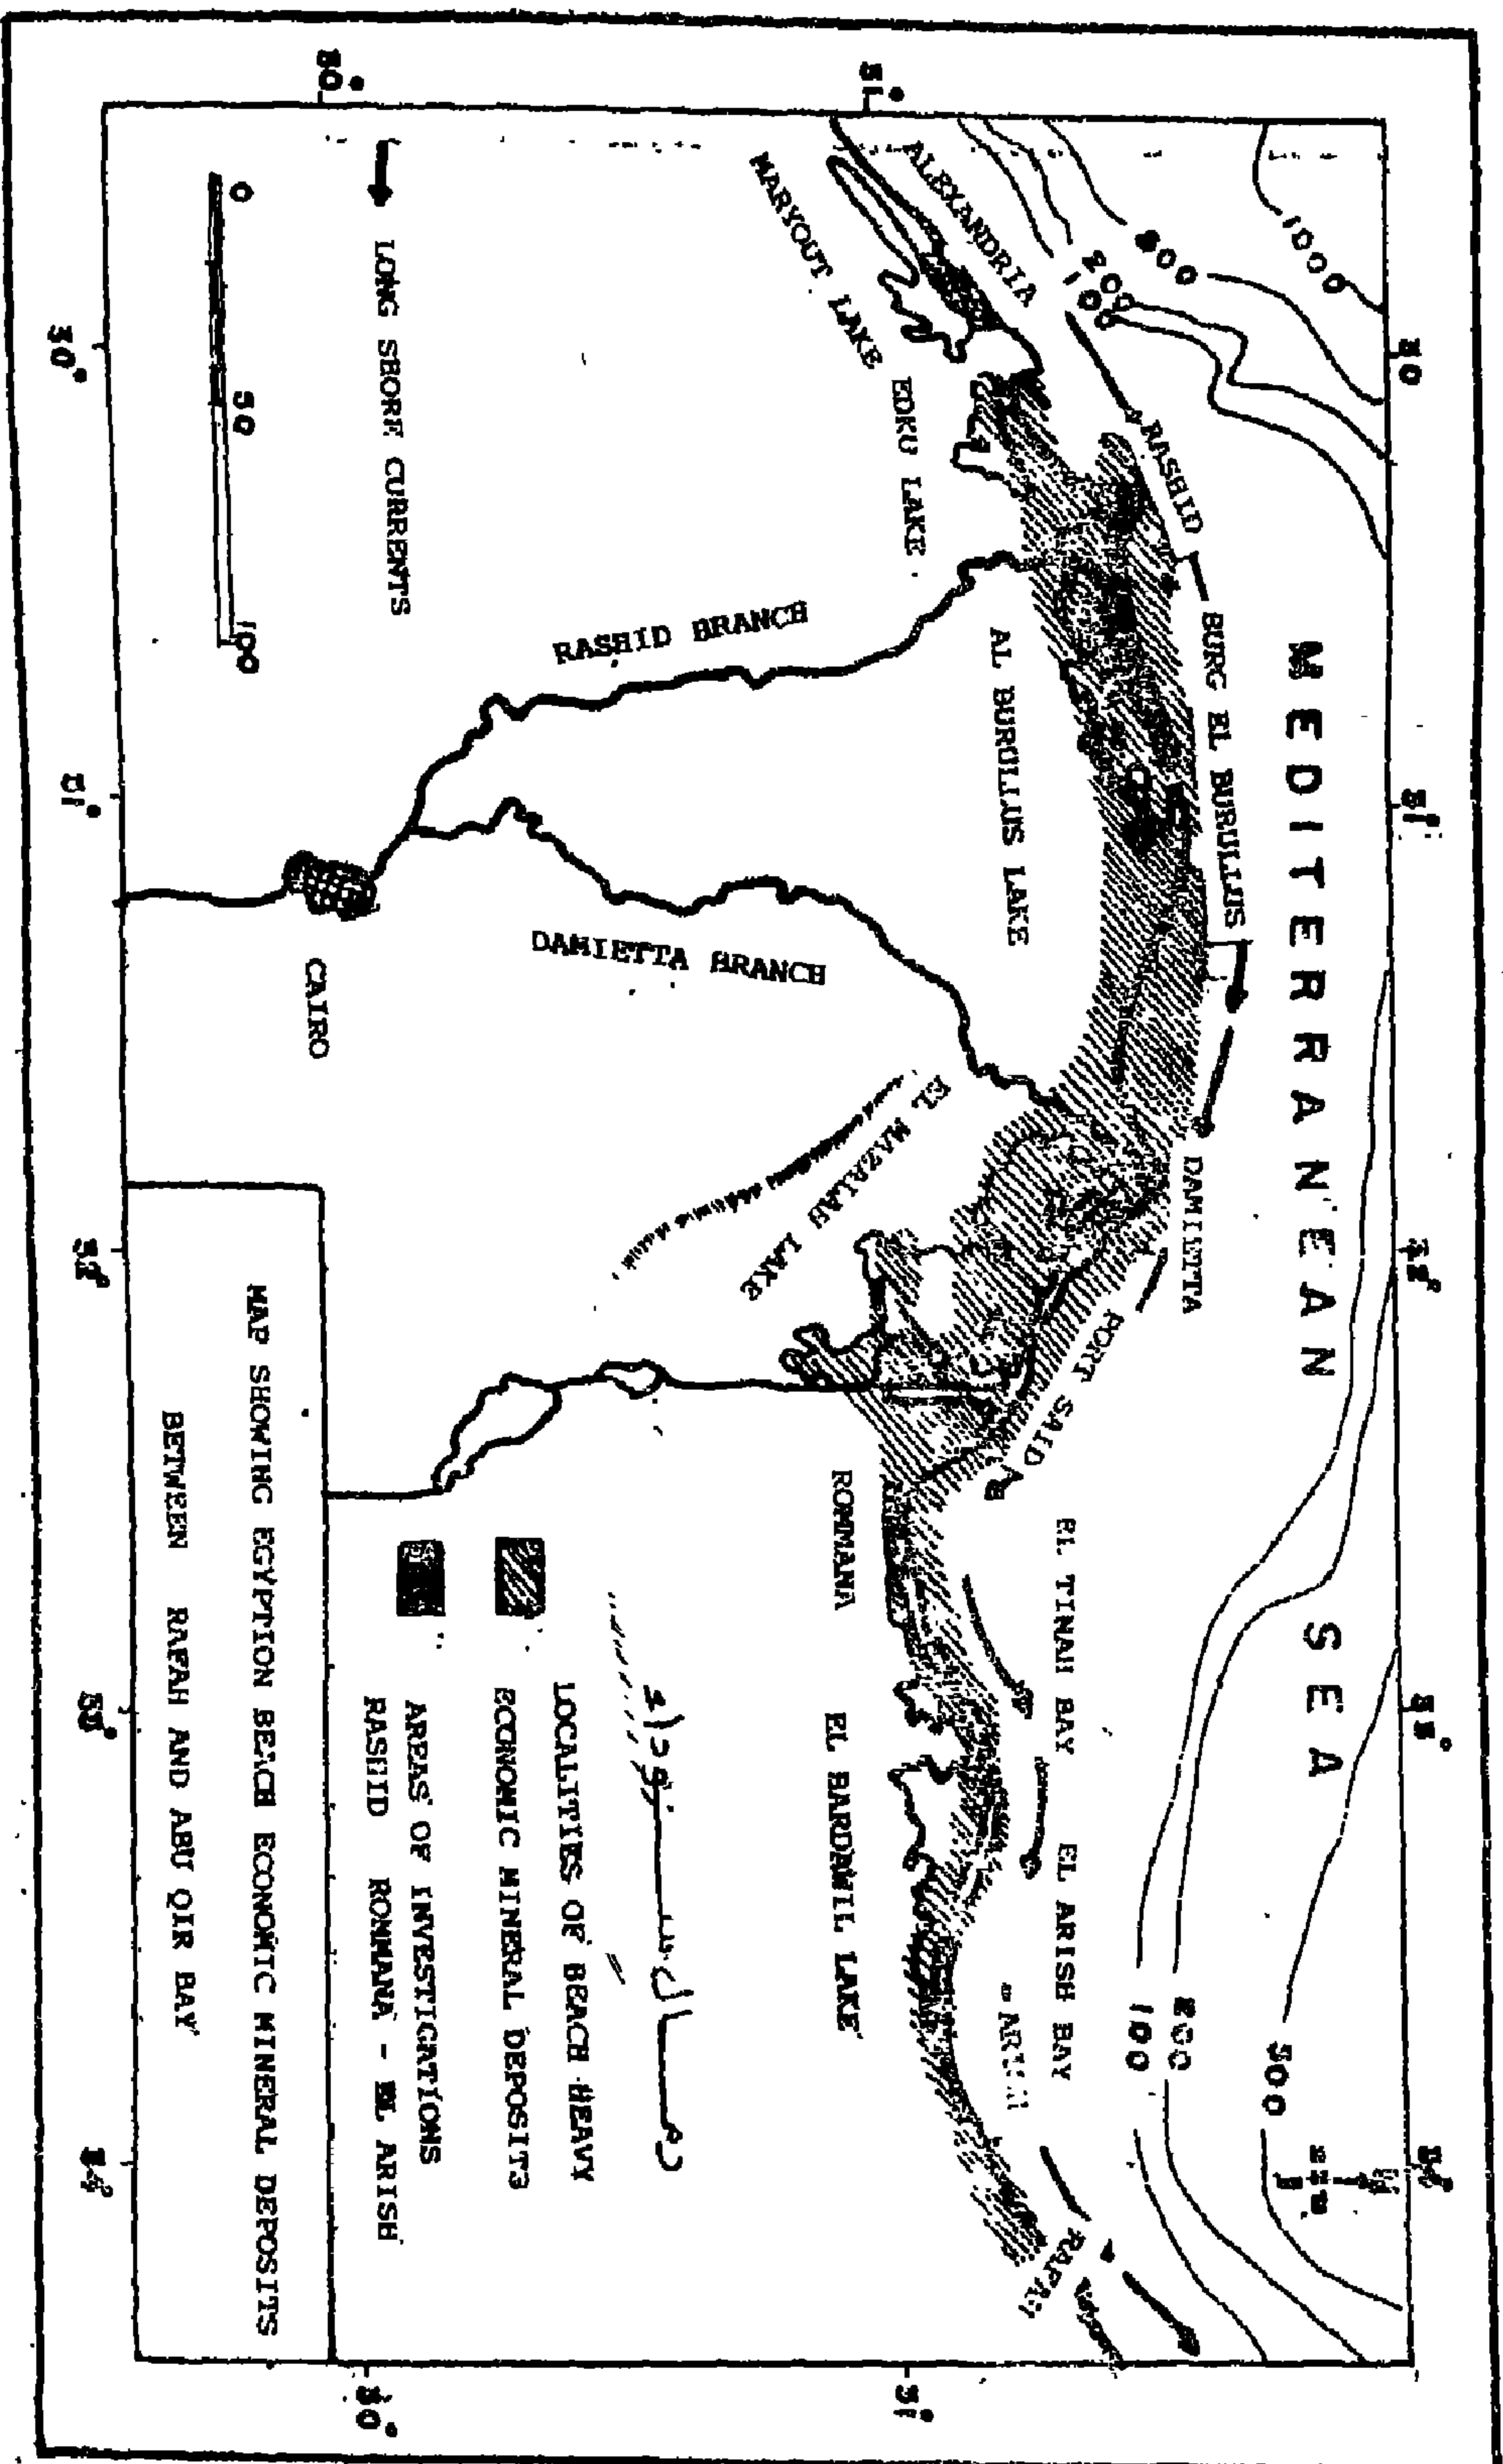 MEDITERRANEAN SEA
1000
200
100
500
200
100
ALEXANDRIA
MARYOUT LAKE
EDKU LAKE
RASHID
BURG EL BURULLUS
AL BURULLUS LAKE
DAMIETTA
PORT SAID
EL TINAH BAY
EL ARISH BAY
RAFAH
RASHID BRANCH
DAMIETTA BRANCH
ROMMANA
EL BARDAWIL LAKE
CAIRO
LONG SHORE CURRENTS
0 50 100
LOCALITIES OF BEACH HEAVY
ECONOMIC MINERAL DEPOSITS
AREAS OF INVESTIGATIONS
RASHID ROMMANA - EL ARISH
MAP SHOWING EGYPTION BEACH ECONOMIC MINERAL DEPOSITS
BETWEEN RAFAH AND ABU QIR BAY
30°
31°
32°
33°
34°